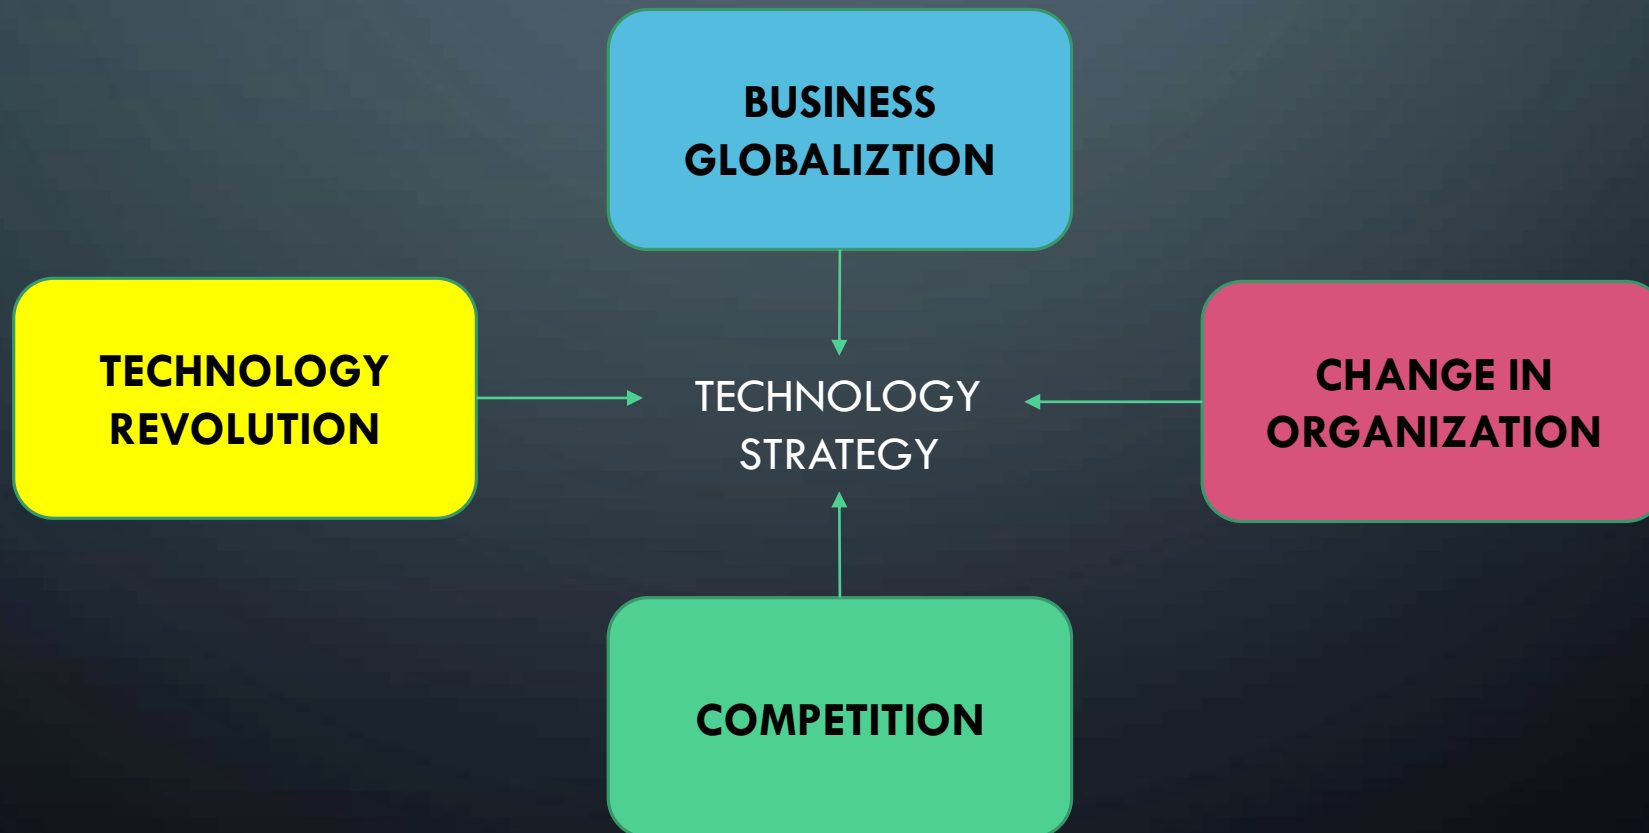 BUSINESS
GLOBALIZTION
TECHNOLOGY
REVOLUTION
TECHNOLOGY
STRATEGY
CHANGE IN
ORGANIZATION
COMPETITION